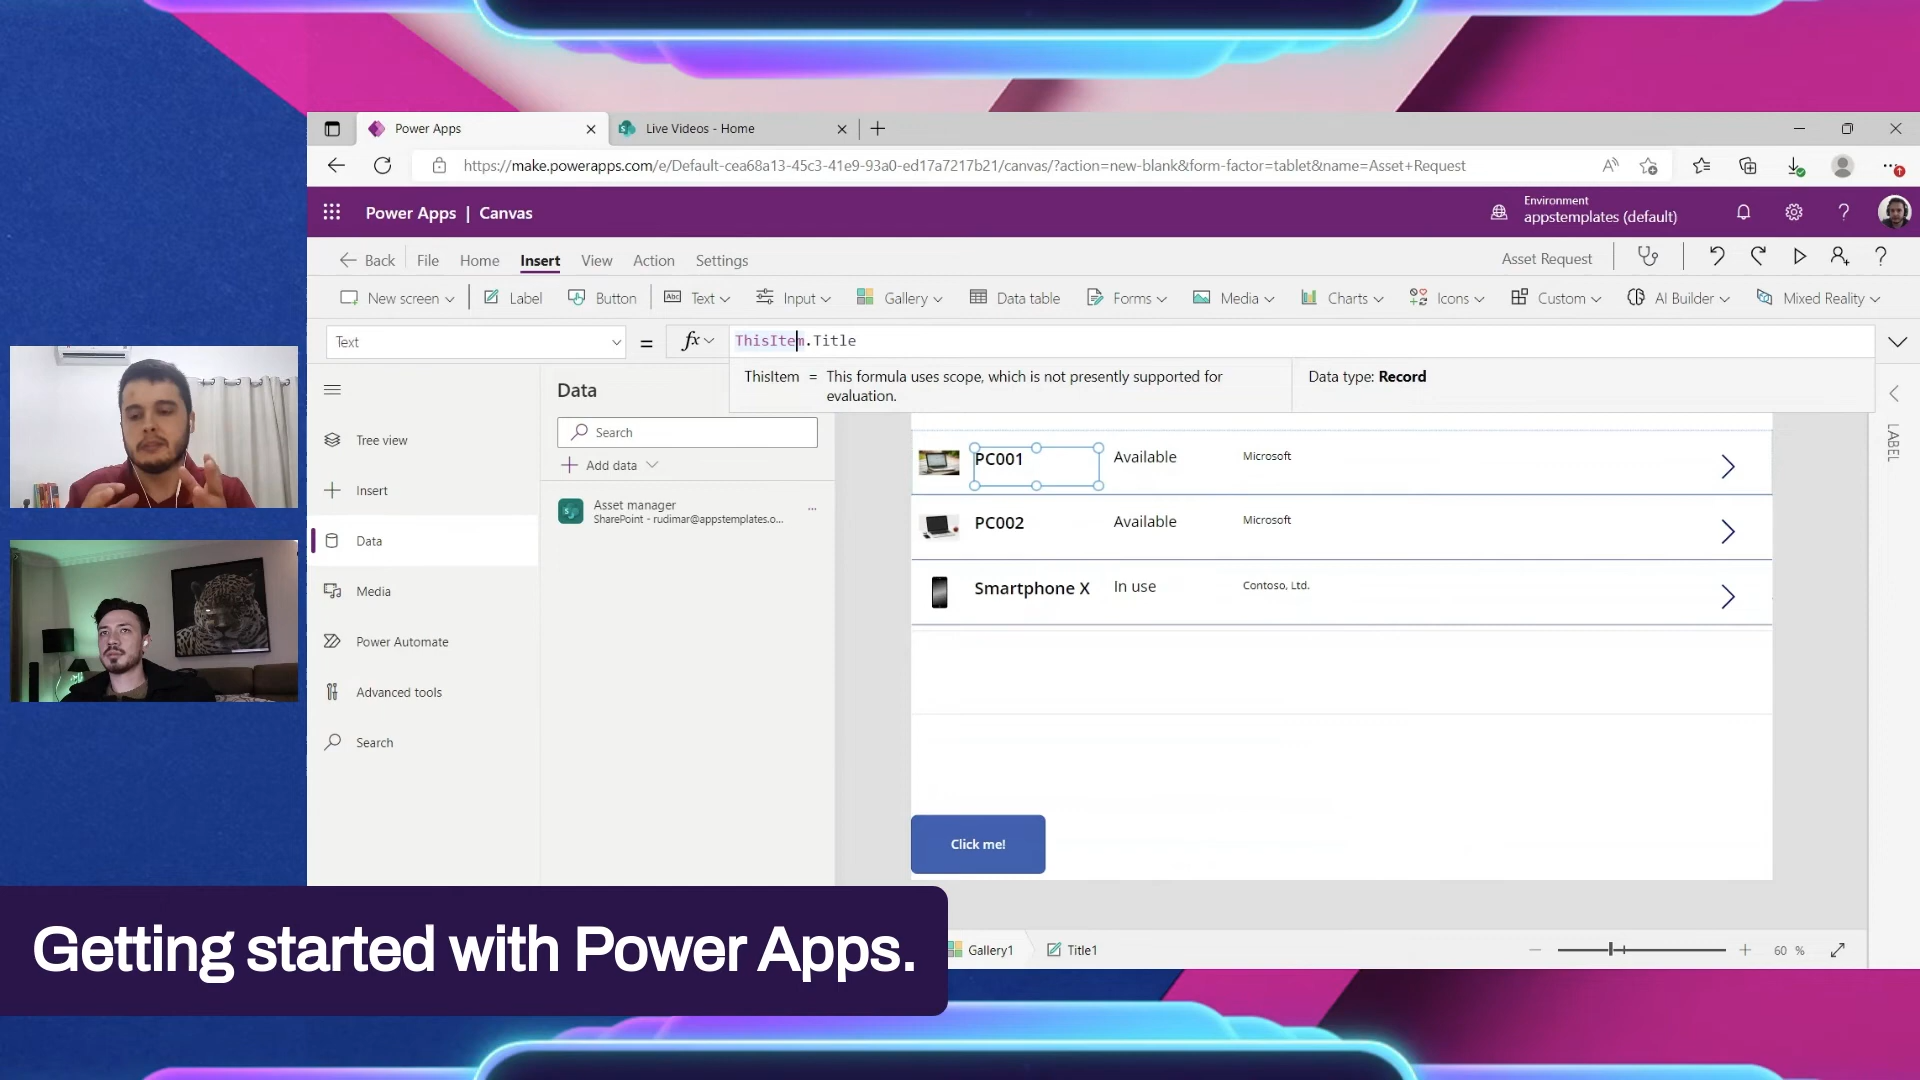 Power Apps
Live Videos - Home
https://make.powerapps.com/e/Default-cea68a13-45c3-41e9-93a0-ed17a7217b21/canvas/?action=new-blank&form-factor=tablet&name=Asset+Request
Power Apps | Canvas
Environment
appstemplates (default)
Back
File
Home
Insert
View
Action
Settings
Asset Request
New screen
Label
Button
Text
Input
Gallery
Data table
Forms
Media
Charts
Icons
Custom
AI Builder
Mixed Reality
Text
=
fx
ThisItem.Title
ThisItem = This formula uses scope, which is not presently supported for
evaluation.
Data type: Record
Tree view
Insert
Data
Media
Power Automate
Advanced tools
Search
Data
Search
Add data
Asset manager
SharePoint - rudimar@appstemplates.o...
LABEL
PC001
Available
Microsoft
PC002
Available
Microsoft
Smartphone X
In use
Contoso, Ltd.
Click me!
Getting started with Power Apps.
Gallery1
Title1
60 %